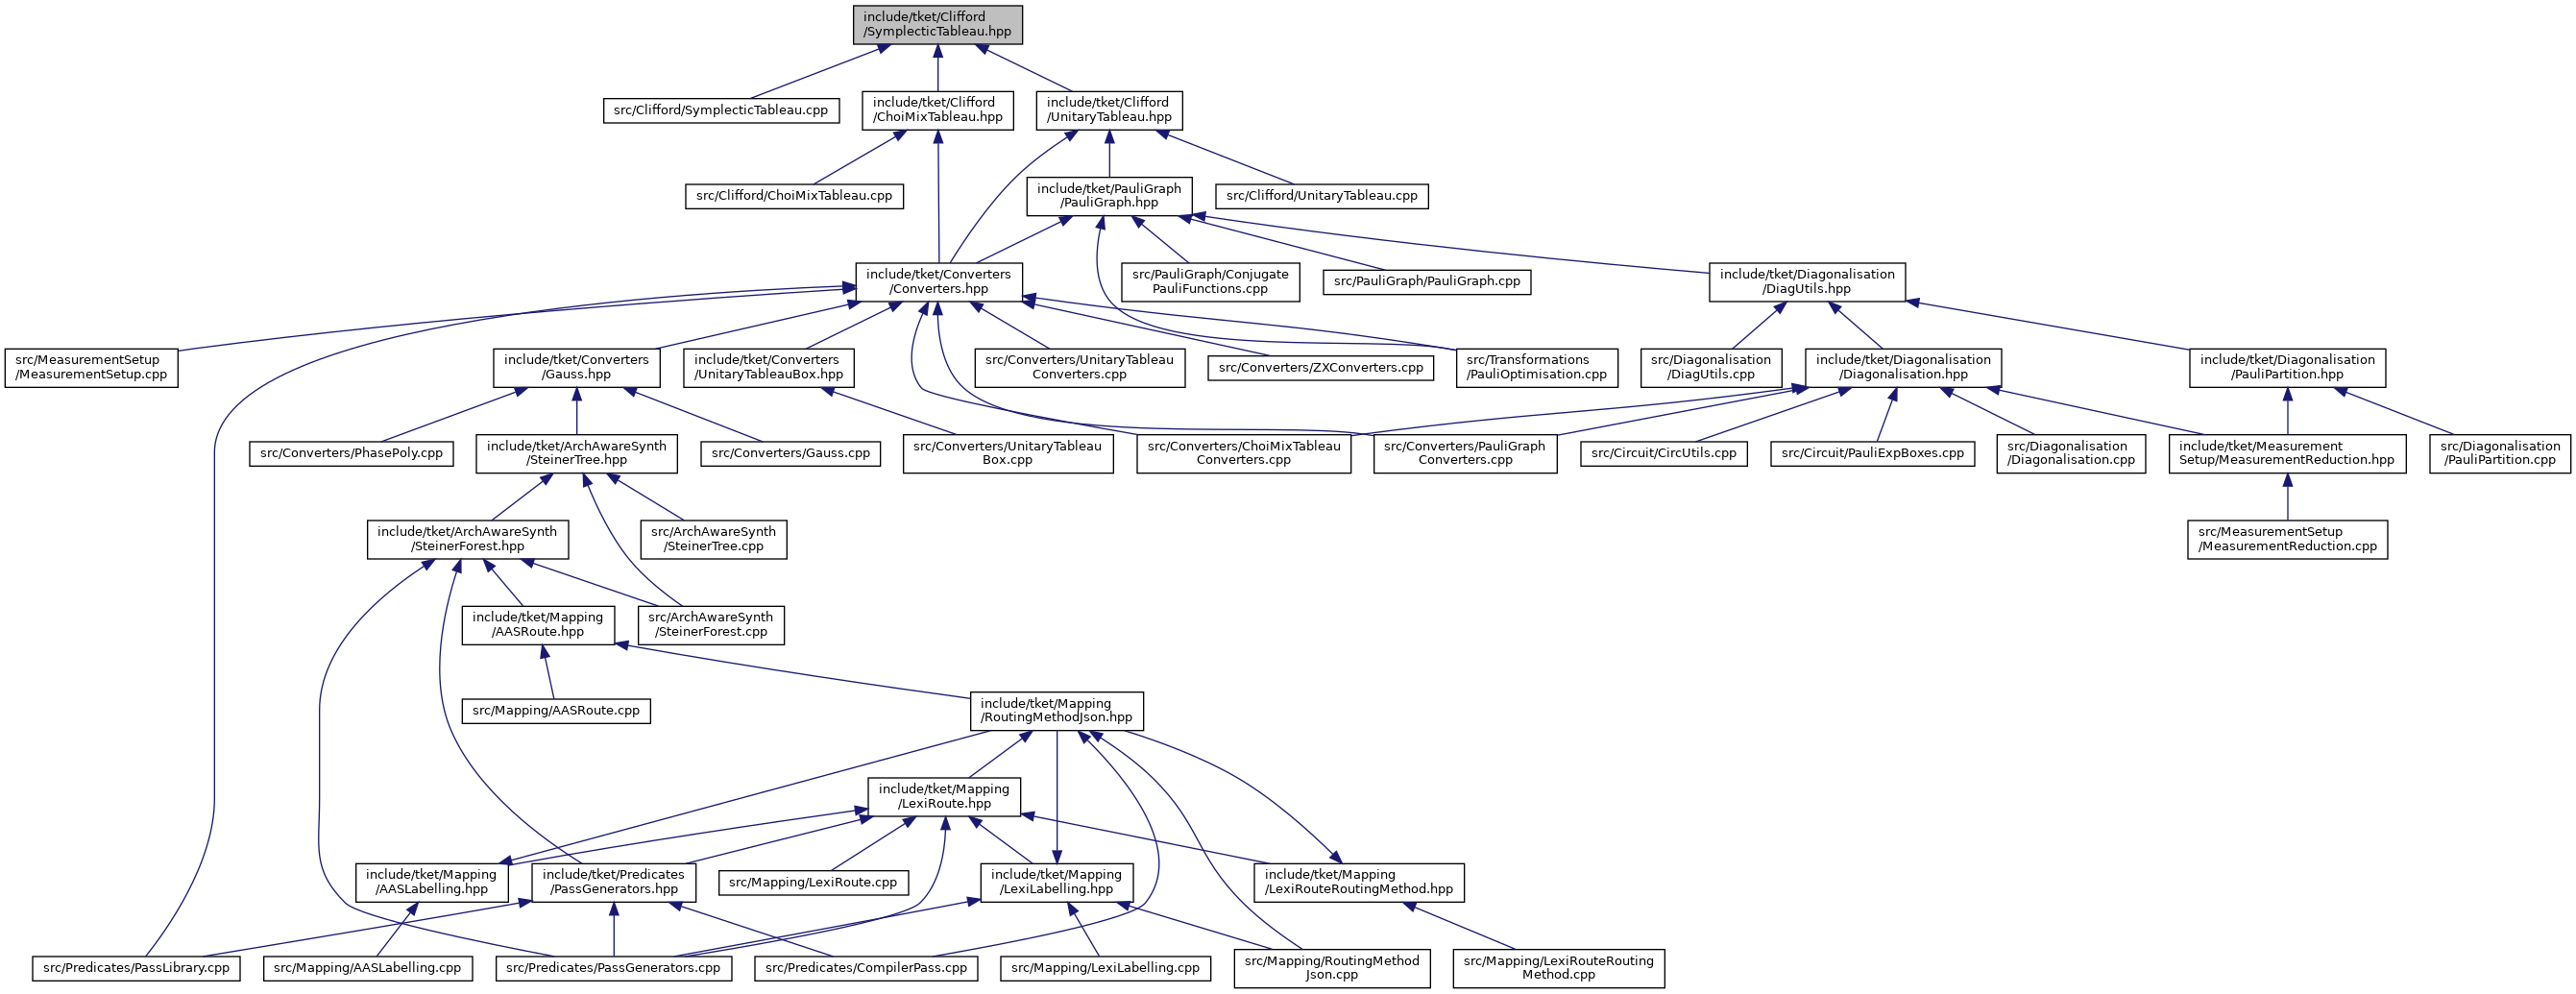 include/tket/Clifford
/SymplecticTableau.hpp
src/Clifford/SymplecticTableau.cpp
include/tket/Clifford
/ChoiMixTableau.hpp
include/tket/Clifford
/UnitaryTableau.hpp
src/Clifford/ChoiMixTableau.cpp
include/tket/PauliGraph
/PauliGraph.hpp
src/Clifford/UnitaryTableau.cpp
include/tket/Converters
/Converters.hpp
src/PauliGraph/Conjugate
PauliFunctions.cpp
src/PauliGraph/PauliGraph.cpp
include/tket/Diagonalisation
/DiagUtils.hpp
src/MeasurementSetup
/MeasurementSetup.cpp
include/tket/Converters
/Gauss.hpp
include/tket/Converters
/UnitaryTableauBox.hpp
src/Converters/UnitaryTableau
Converters.cpp
src/Converters/ZXConverters.cpp
src/Transformations
/PauliOptimisation.cpp
src/Diagonalisation
/DiagUtils.cpp
include/tket/Diagonalisation
/Diagonalisation.hpp
include/tket/Diagonalisation
/PauliPartition.hpp
src/Converters/PhasePoly.cpp
include/tket/ArchAwareSynth
/SteinerTree.hpp
src/Converters/Gauss.cpp
src/Converters/UnitaryTableau
Box.cpp
src/Converters/ChoiMixTableau
Converters.cpp
src/Converters/PauliGraph
Converters.cpp
src/Circuit/CircUtils.cpp
src/Circuit/PauliExpBoxes.cpp
src/Diagonalisation
/Diagonalisation.cpp
include/tket/Measurement
Setup/MeasurementReduction.hpp
src/Diagonalisation
/PauliPartition.cpp
include/tket/ArchAwareSynth
/SteinerForest.hpp
src/ArchAwareSynth
/SteinerTree.cpp
src/MeasurementSetup
/MeasurementReduction.cpp
include/tket/Mapping
/AASRoute.hpp
src/ArchAwareSynth
/SteinerForest.cpp
src/Mapping/AASRoute.cpp
include/tket/Mapping
/RoutingMethodJson.hpp
include/tket/Mapping
/LexiRoute.hpp
include/tket/Mapping
/AASLabelling.hpp
include/tket/Predicates
/PassGenerators.hpp
src/Mapping/LexiRoute.cpp
include/tket/Mapping
/LexiLabelling.hpp
include/tket/Mapping
/LexiRouteRoutingMethod.hpp
src/Predicates/PassLibrary.cpp
src/Mapping/AASLabelling.cpp
src/Predicates/PassGenerators.cpp
src/Predicates/CompilerPass.cpp
src/Mapping/LexiLabelling.cpp
src/Mapping/RoutingMethod
Json.cpp
src/Mapping/LexiRouteRouting
Method.cpp